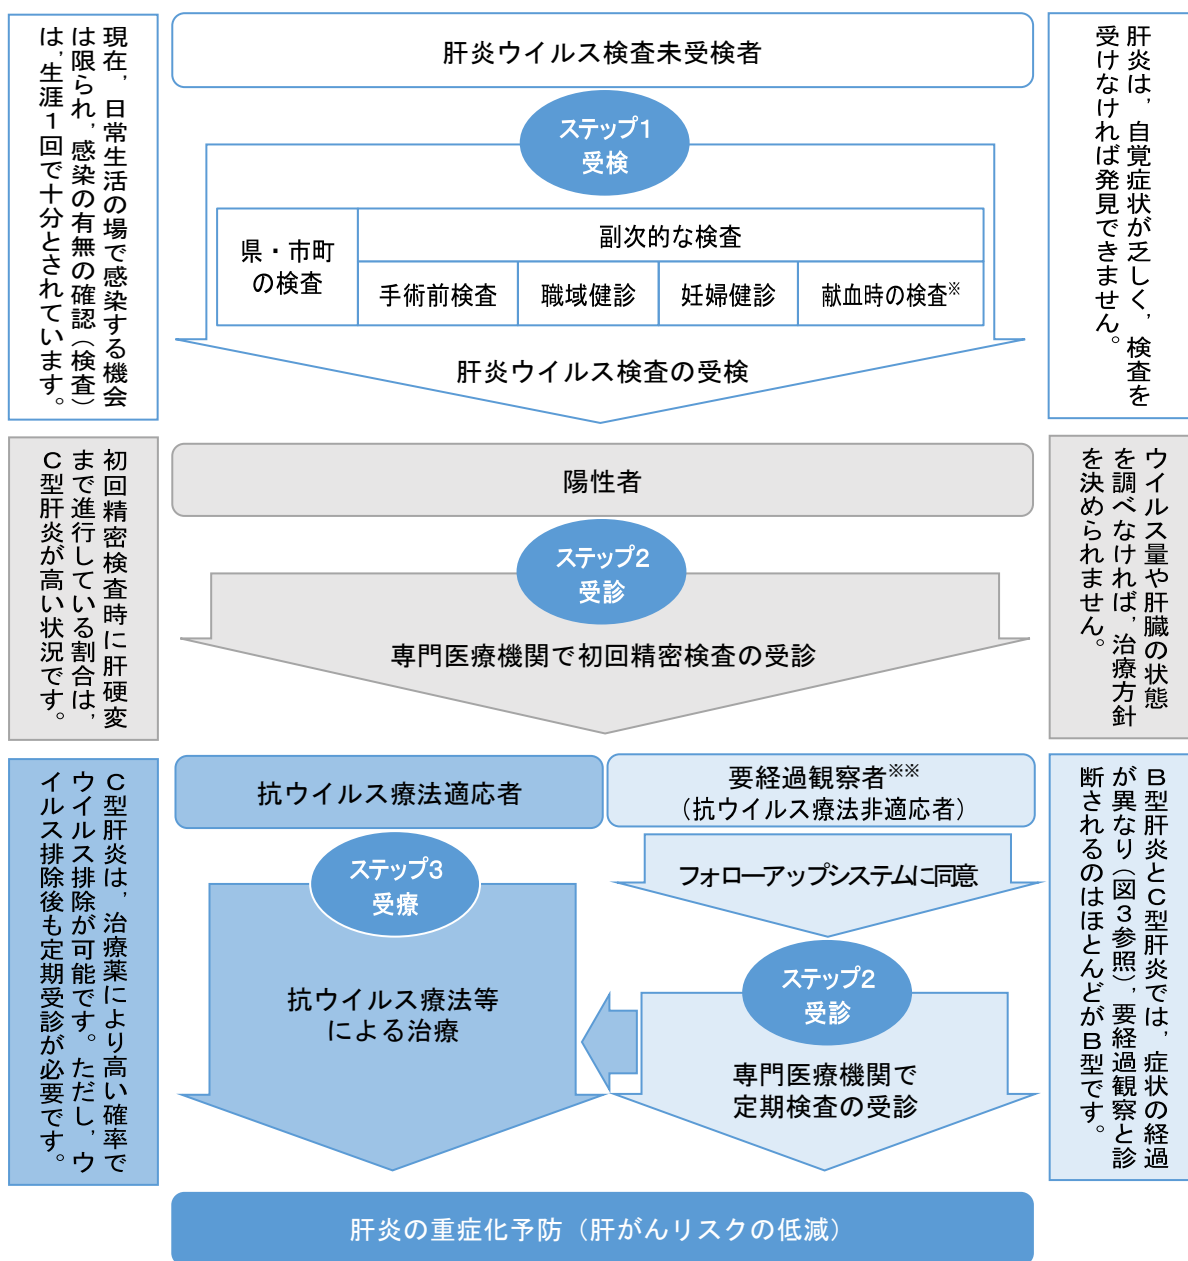 現在，日常生活の場で感染する機会
は限られ，感染の有無の確認（検査）
は，生涯１回で十分とされています。
肝炎ウイルス検査未受検者
肝炎は，自覚症状が乏しく，検査を
受けなければ発見できません。
ステップ1
受検
県・市町
の検査
副次的な検査
手術前検査
職域健診
妊婦健診
献血時の検査※
肝炎ウイルス検査の受検
初回精密検査時に肝硬変
まで進行している割合は，
Ｃ型肝炎が高い状況です。
陽性者
ウイルス量や肝臓の状態
を調べなければ，治療方針
を決められません。
ステップ2
受診
専門医療機関で初回精密検査の受診
Ｃ型肝炎は，治療薬により高い確率で
ウイルス排除が可能です。ただし，ウ
イルス排除後も定期受診が必要です。
抗ウイルス療法適応者
要経過観察者※※
（抗ウイルス療法非適応者）
Ｂ型肝炎とＣ型肝炎では，症状の経過
が異なり（図３参照），要経過観察と診
断されるのはほとんどがＢ型です。
ステップ3
受療
フォローアップシステムに同意
抗ウイルス療法等
による治療
ステップ2
受診
専門医療機関で
定期検査の受診
肝炎の重症化予防（肝がんリスクの低減）